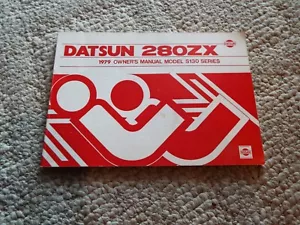 DATSUN 280ZX
1979 OWNER'S MANUAL MODEL S130 SERIES